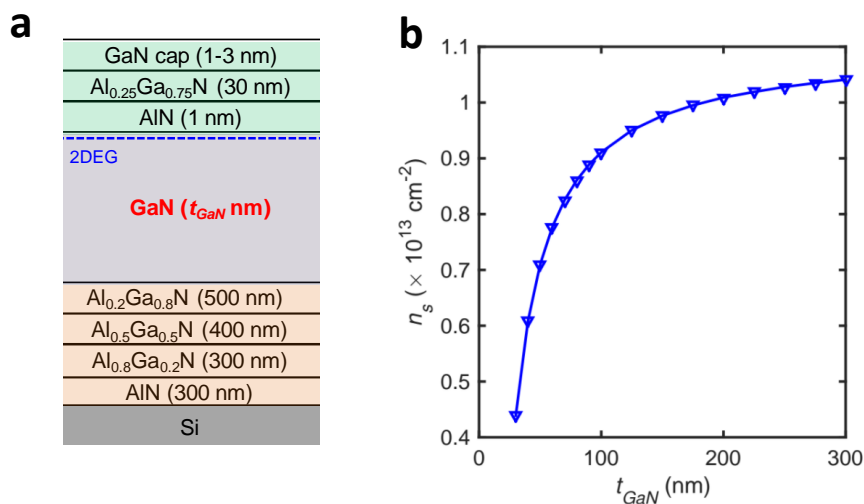 a
GaN cap (1-3 nm)
Al0.25Ga0.75N (30 nm)
AlN (1 nm)
2DEG
GaN (tGaN nm)
Al0.2Ga0.8N (500 nm)
Al0.5Ga0.5N (400 nm)
Al0.8Ga0.2N (300 nm)
AlN (300 nm)
Si
b
1.1
1
0.9
0.8
0.7
0.6
0.5
0.4
ns (× 10^13 cm^-2)
0 100 200 300
tGaN (nm)